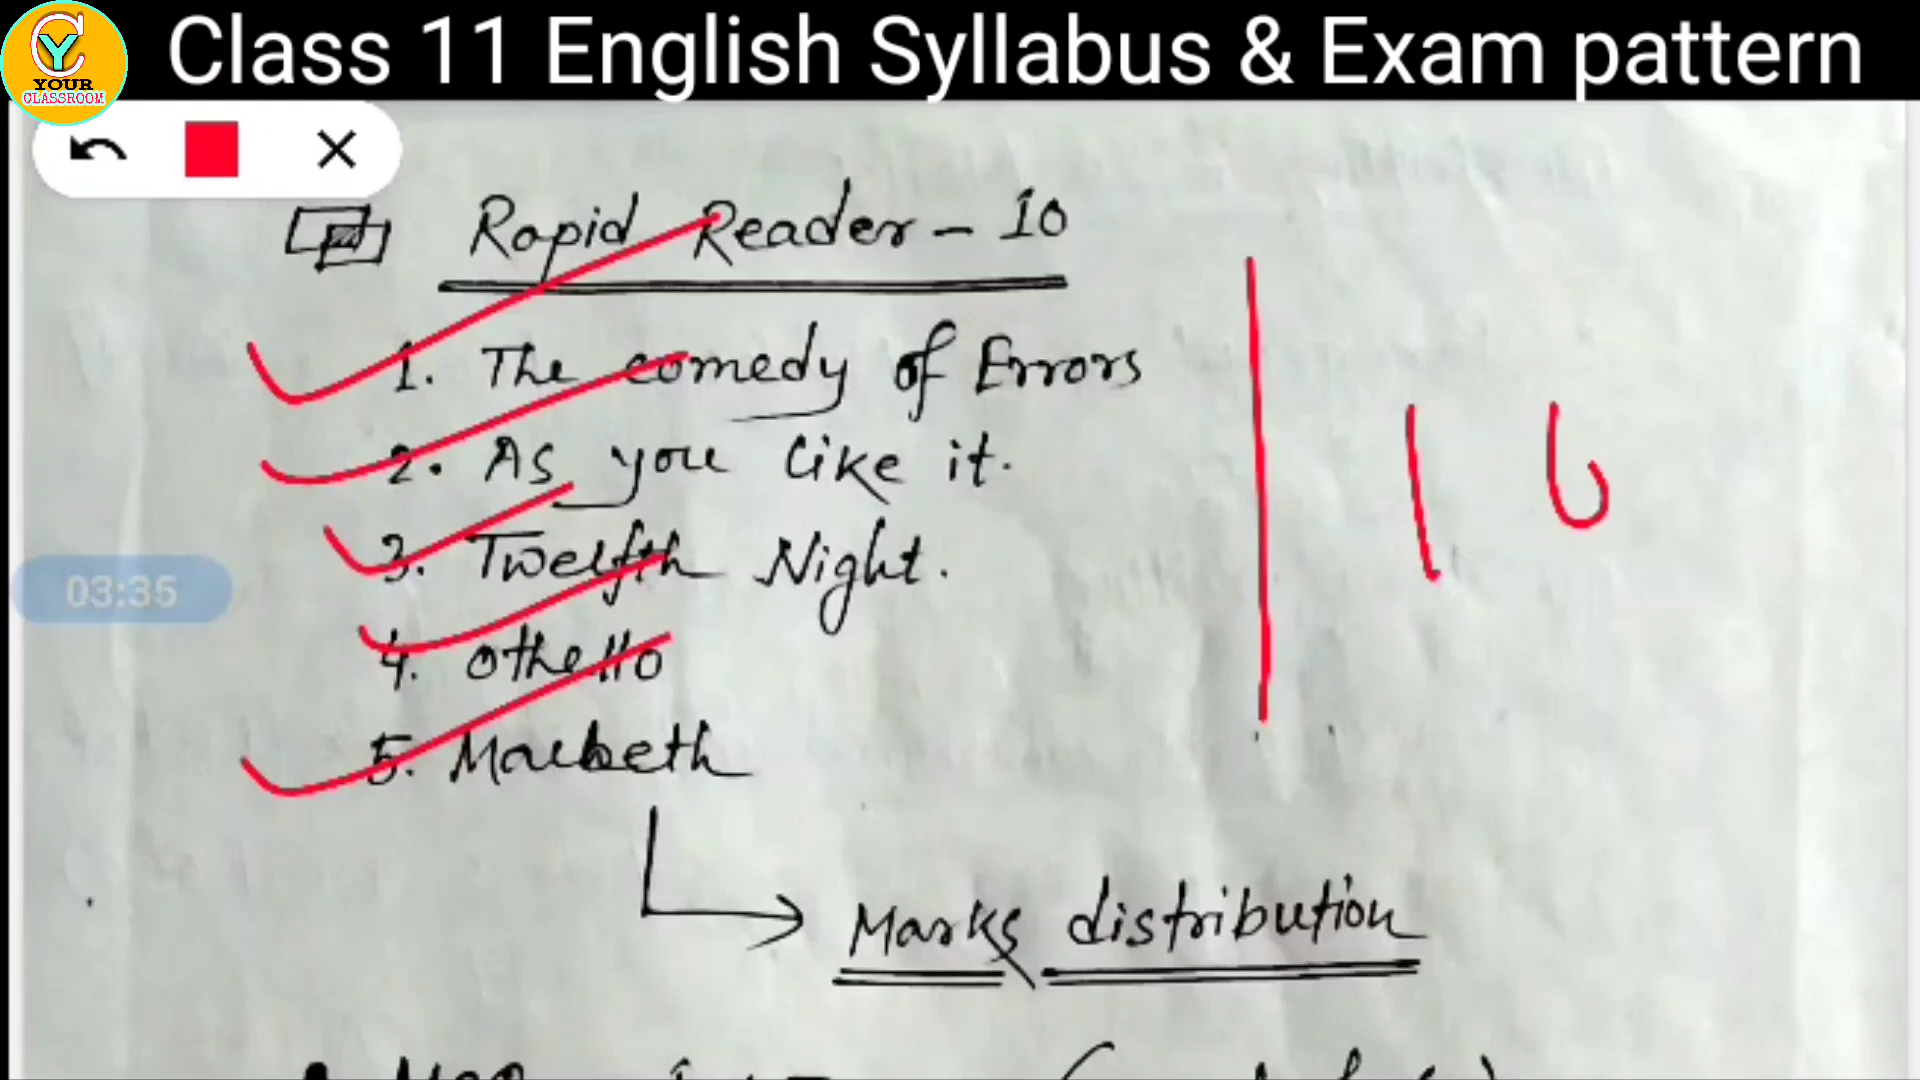 Class 11 English Syllabus & Exam pattern
CY
YOUR
CLASSROOM
Rapid Reader - 10
1. The comedy of Errors
2. As you like it.
3. Twelfth Night.
4. Othello
5. Macbeth
03:35
Marks distribution